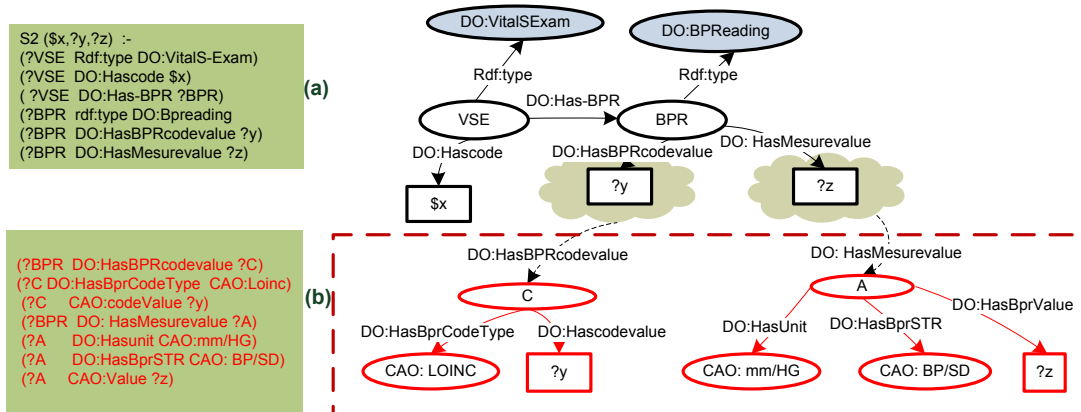 S2 ($x,?y,?z) :-
(?VSE Rdf:type DO:VitalS-Exam)
(?VSE DO:Hascode $x)
( ?VSE DO:Has-BPR ?BPR)
(?BPR rdf:type DO:Bpreading
(?BPR DO:HasBPRcodevalue ?y)
(?BPR DO:HasMesurevalue ?z)
(a)
DO:VitalSExam
DO:BPReading
Rdf:type
Rdf:type
DO:Has-BPR
VSE
BPR
DO:Hascode
DO:HasBPRcodevalue
DO: HasMesurevalue
$x
?y
?z
(?BPR DO:HasBPRcodevalue ?C)
(?C DO:HasBprCodeType CAO:Loinc)
(?C CAO:codeValue ?y)
(?BPR DO: HasMesurevalue ?A)
(?A DO:Hasunit CAO:mm/HG)
(?A DO:HasBprSTR CAO: BP/SD)
(?A CAO:Value ?z)
(b)
DO:HasBPRcodevalue
DO: HasMesurevalue
C
A
DO:HasBprCodeType
DO:Hascodevalue
DO:HasUnit
DO:HasBprSTR
DO:HasBprValue
CAO: LOINC
?y
CAO: mm/HG
CAO: BP/SD
?z